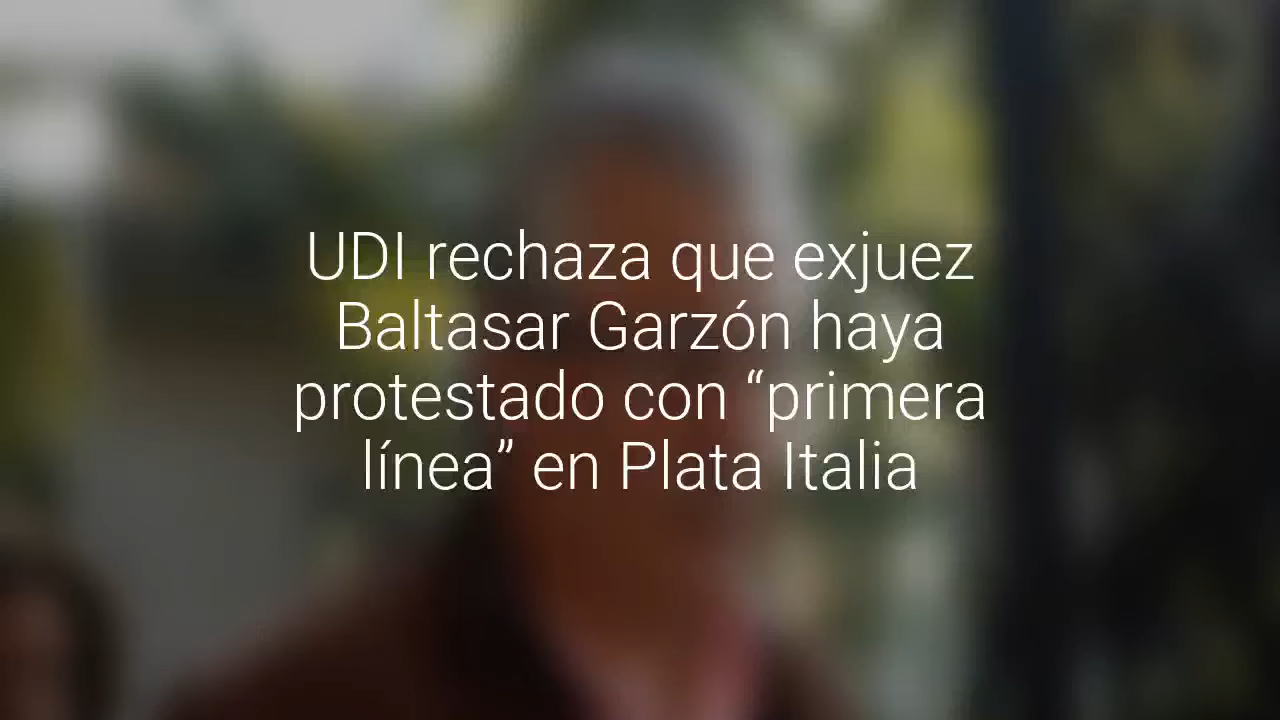 UDI rechaza que exjuez
Baltasar Garzón haya
protestado con “primera
línea” en Plata Italia